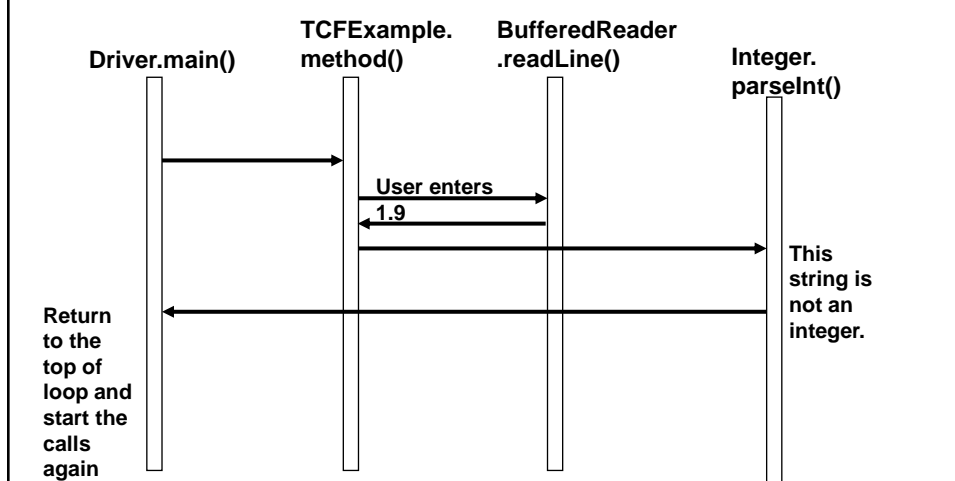 Driver.main()
TCFExample.
method()
BufferedReader
.readLine()
Integer.
parseInt()
User enters
1.9
This
string is
not an
integer.
Return
to the
top of
loop and
start the
calls
again